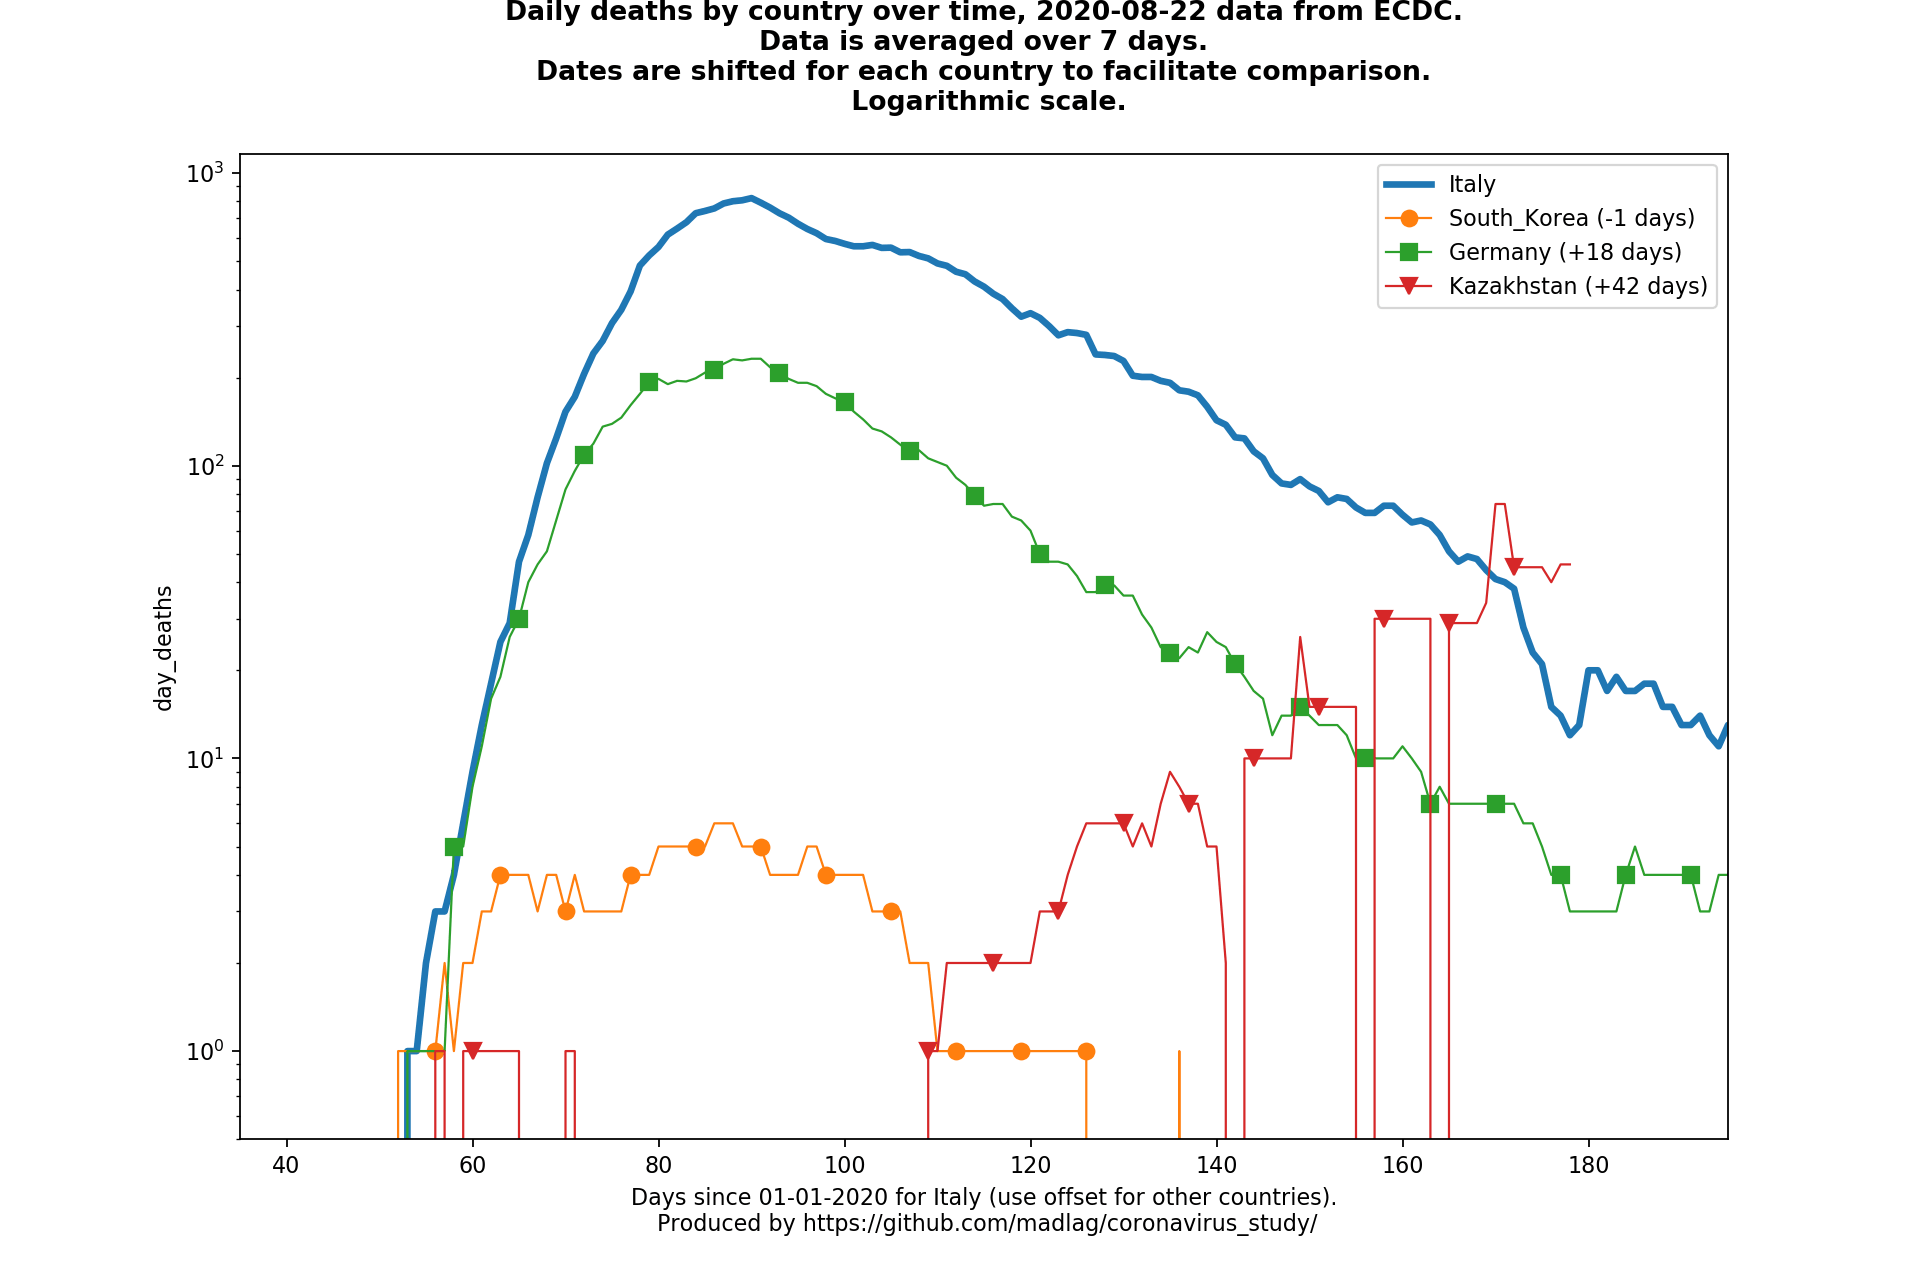 Daily deaths by country over time, 2020-08-22 data from ECDC.
Data is averaged over 7 days.
Dates are shifted for each country to facilitate comparison.
Logarithmic scale.
10³
10²
10¹
10⁰
day_deaths
Italy
South_Korea (-1 days)
Germany (+18 days)
Kazakhstan (+42 days)
40 60 80 100 120 140 160 180
Days since 01-01-2020 for Italy (use offset for other countries).
Produced by https://github.com/madlag/coronavirus_study/